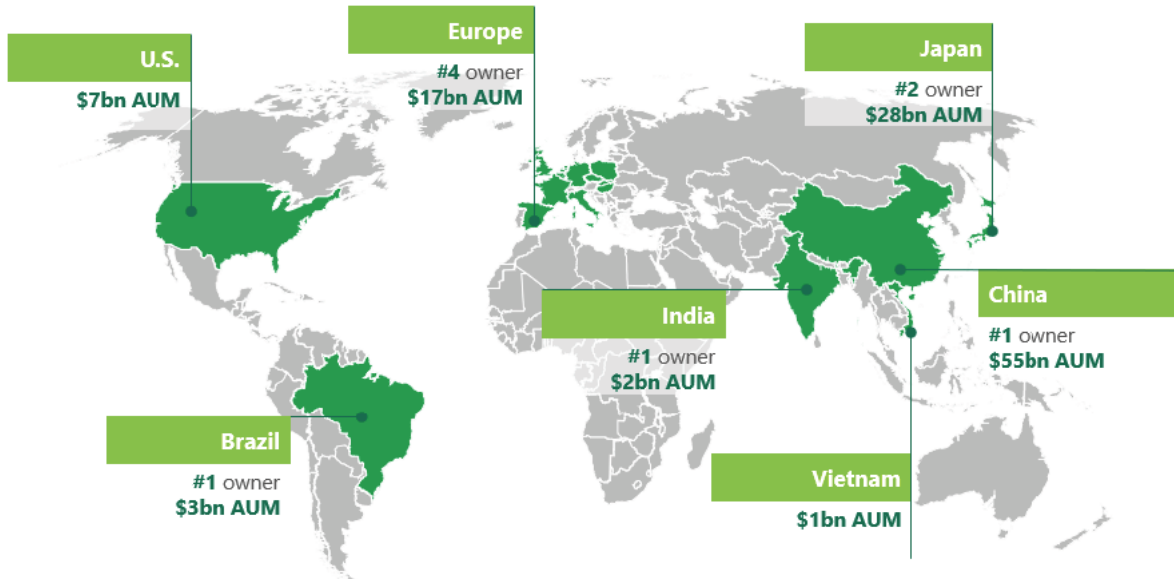 U.S.
$7bn AUM
Europe
#4 owner
$17bn AUM
Japan
#2 owner
$28bn AUM
India
#1 owner
$2bn AUM
China
#1 owner
$55bn AUM
Brazil
#1 owner
$3bn AUM
Vietnam
$1bn AUM